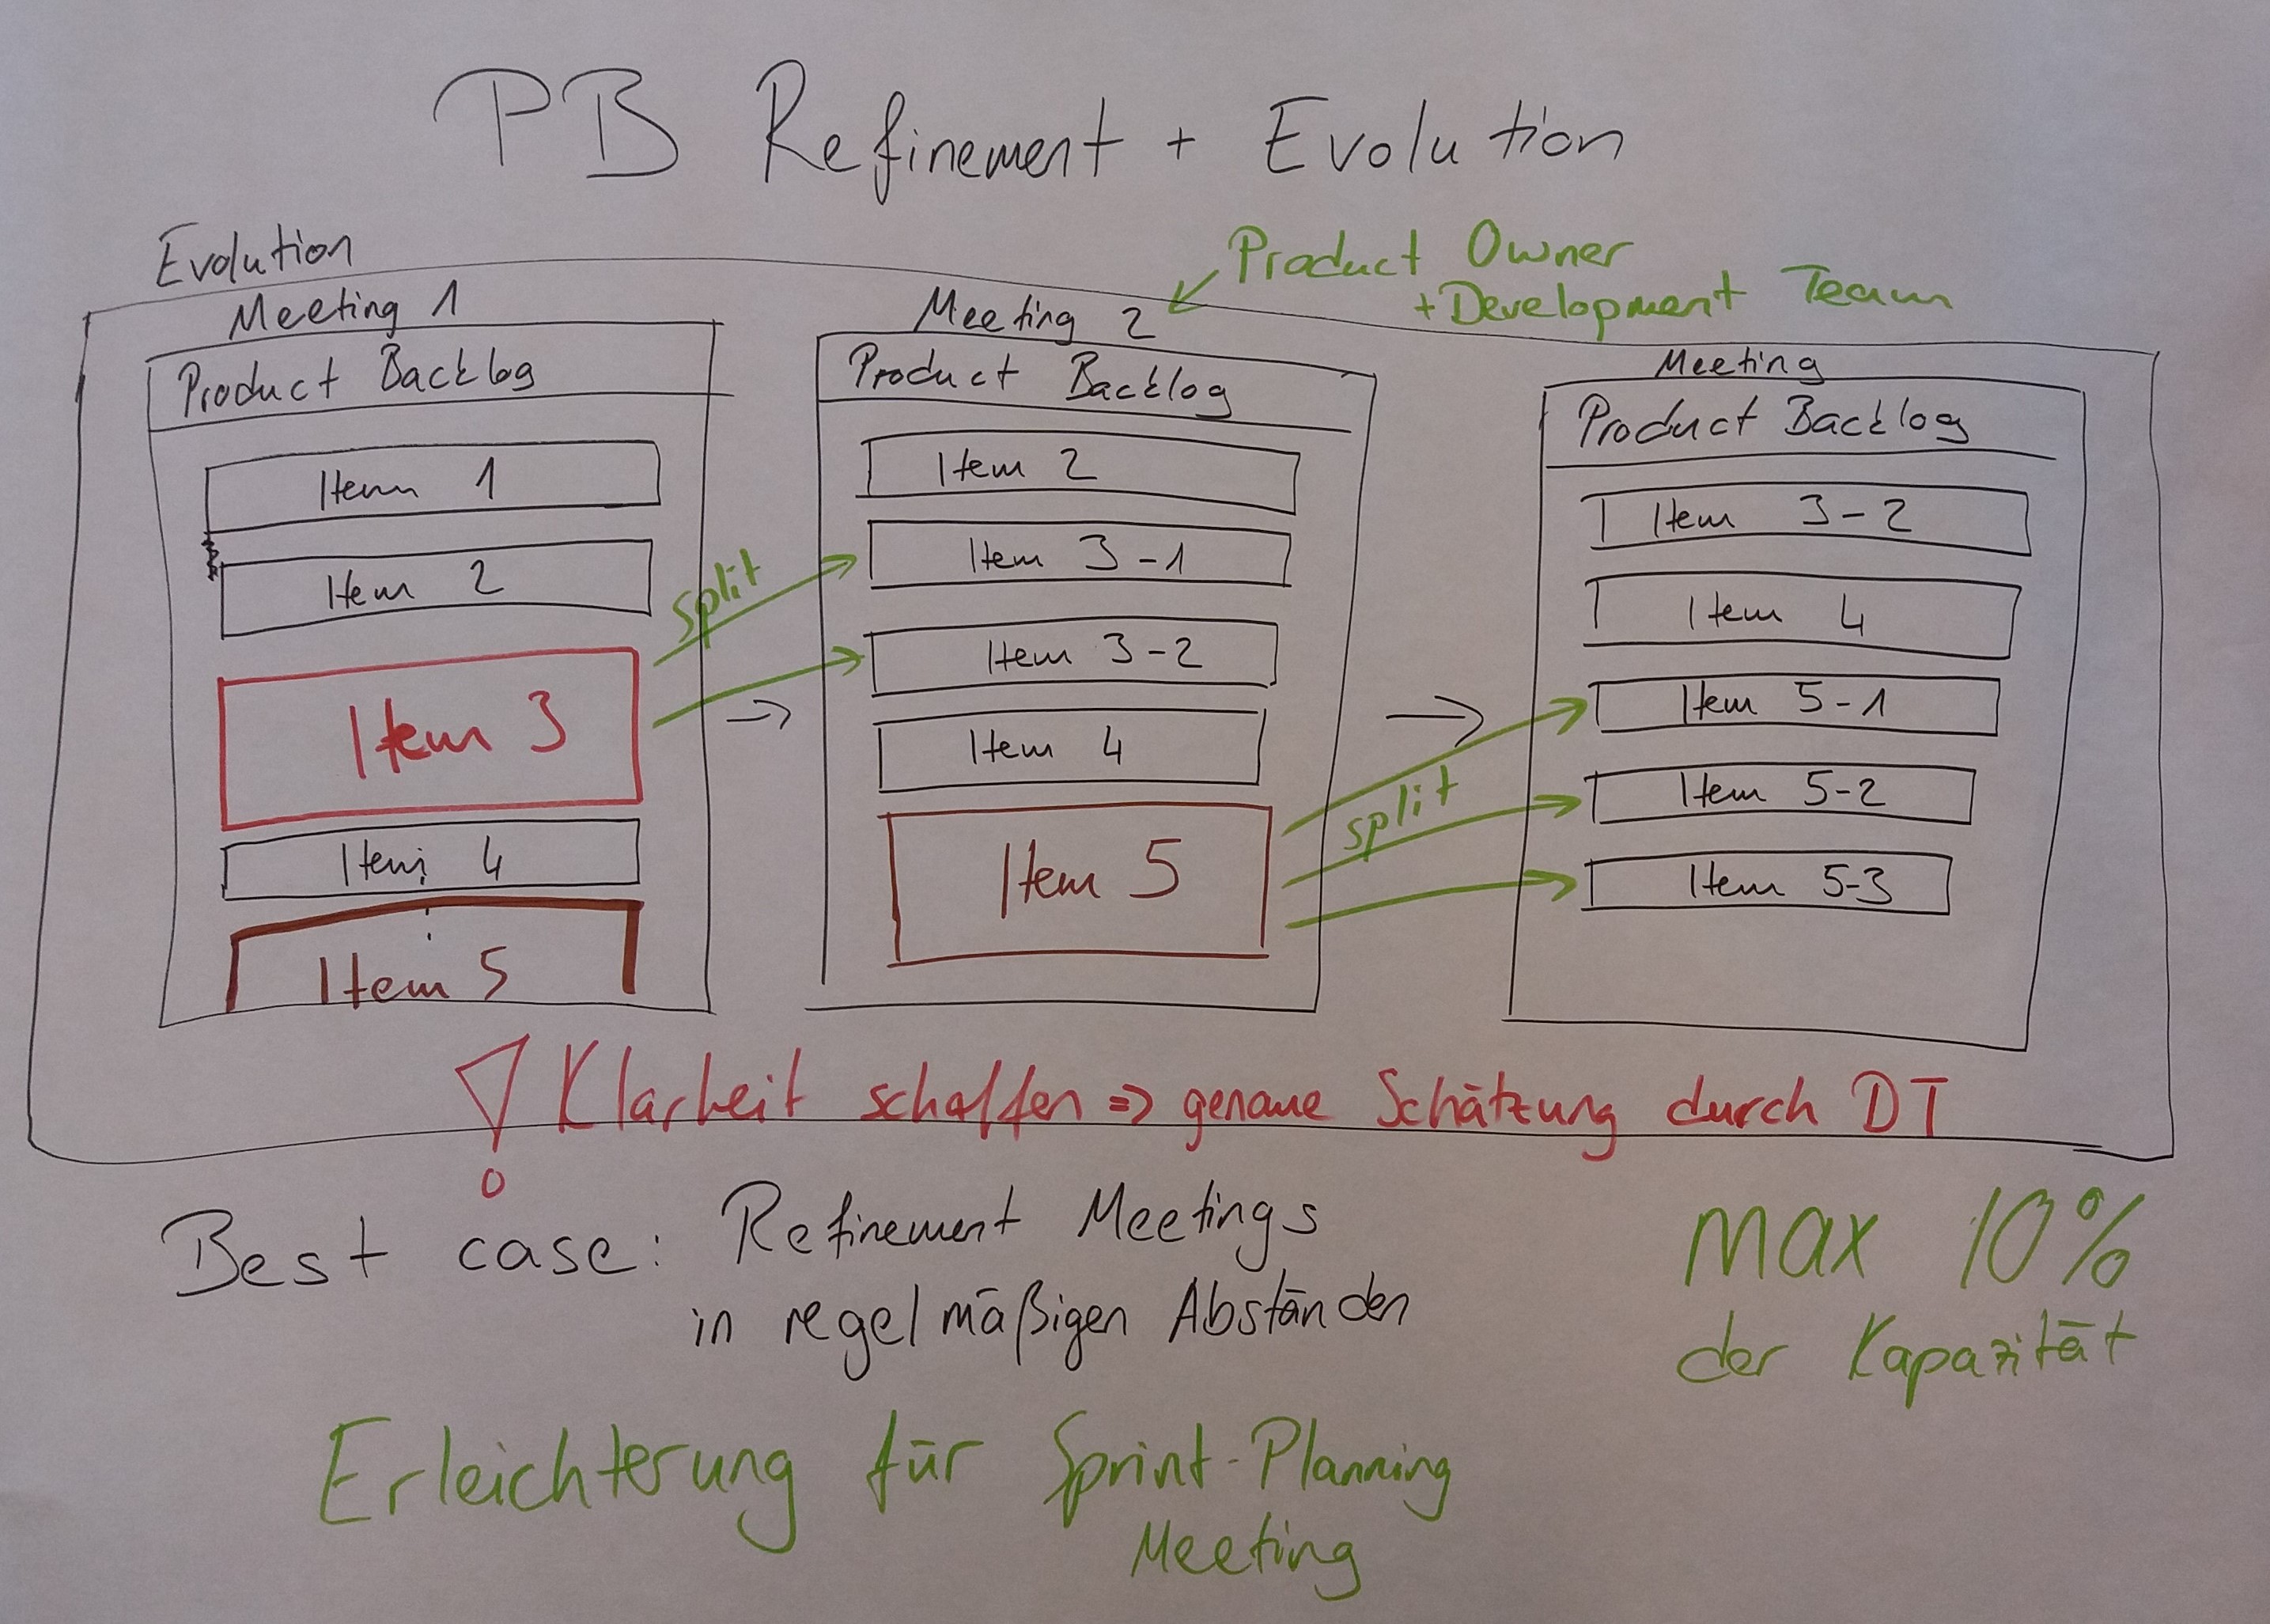 PB Refinement + Evolution
Evolution
Product Owner
+ Development Team
Meeting 1
Product Backlog
Item 1
Item 2
Item 3
Item 4
Item 5
split
Meeting 2
Product Backlog
Item 2
Item 3-1
Item 3-2
Item 4
Item 5
split
Meeting
Product Backlog
Item 3-2
Item 4
Item 5-1
Item 5-2
Item 5-3
! Klarheit schaffen => genaue Schätzung durch DT
Best case: Refinement Meetings
in regelmäßigen Abständen
max 10%
der Kapazität
Erleichterung für Sprint-Planning
Meeting